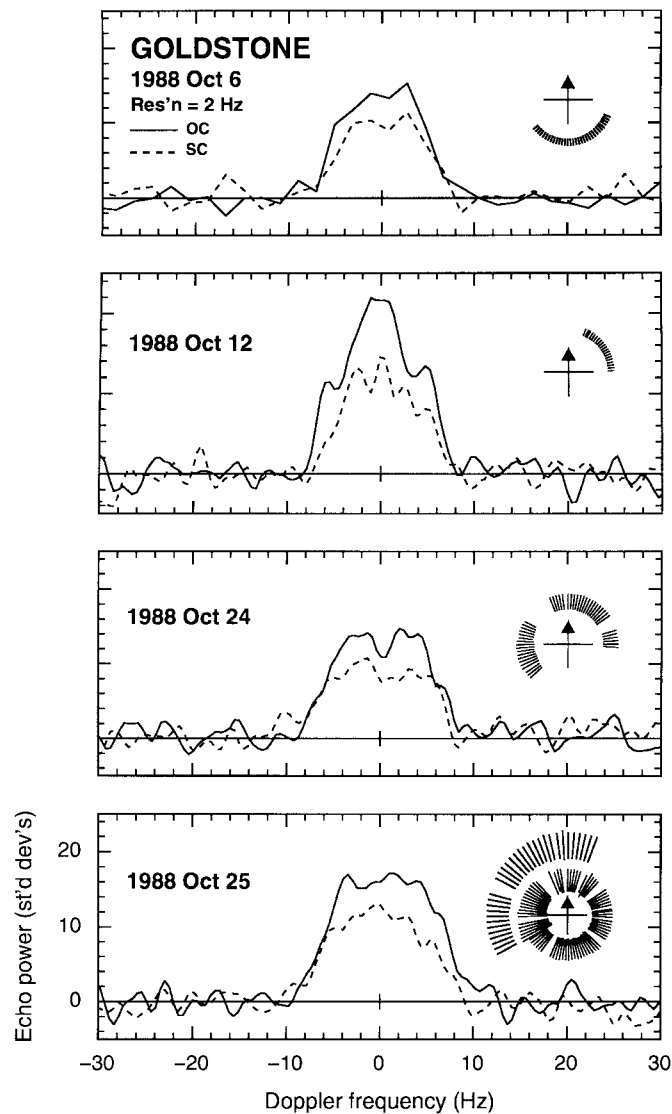 GOLDSTONE
1988 Oct 6
Res'n = 2 Hz
OC
SC
1988 Oct 12
1988 Oct 24
1988 Oct 25
Echo power (st'd dev's)
20
10
0
−30 −20 −10 0 10 20 30
Doppler frequency (Hz)